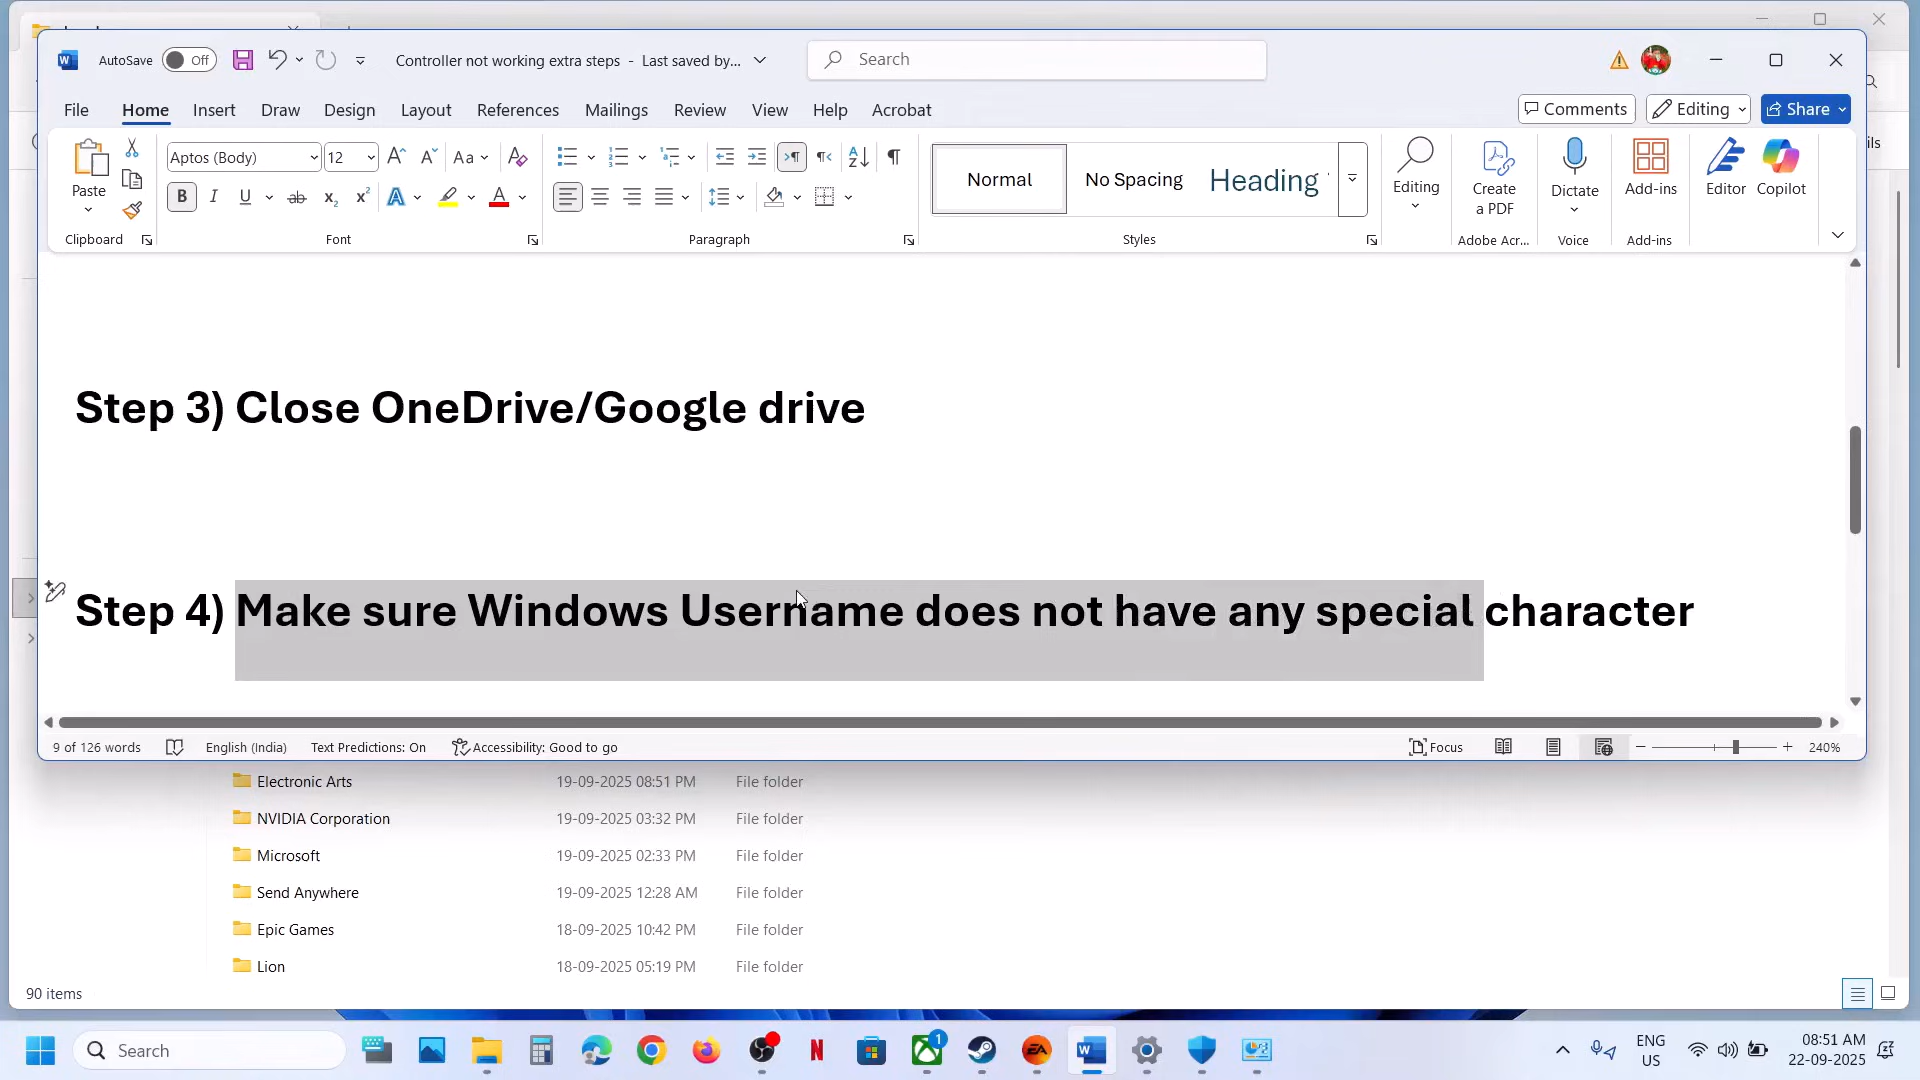 AutoSave Off Controller not working extra steps - Last saved by... Search
File Home Insert Draw Design Layout References Mailings Review View Help Acrobat Comments Editing Share
Paste Aptos (Body) 12 Aa Normal No Spacing Heading Editing Create a PDF Dictate Add-ins Editor Copilot
Clipboard Font Paragraph Styles Adobe Acr... Voice Add-ins
Step 3) Close OneDrive/Google drive
Step 4) Make sure Windows Username does not have any special character
9 of 126 words English (India) Text Predictions: On Accessibility: Good to go Focus 240%
Electronic Arts 19-09-2025 08:51 PM File folder
NVIDIA Corporation 19-09-2025 03:32 PM File folder
Microsoft 19-09-2025 02:33 PM File folder
Send Anywhere 19-09-2025 12:28 AM File folder
Epic Games 18-09-2025 10:42 PM File folder
Lion 18-09-2025 05:19 PM File folder
90 items
Search 1 ENG 08:51 AM
US 22-09-2025